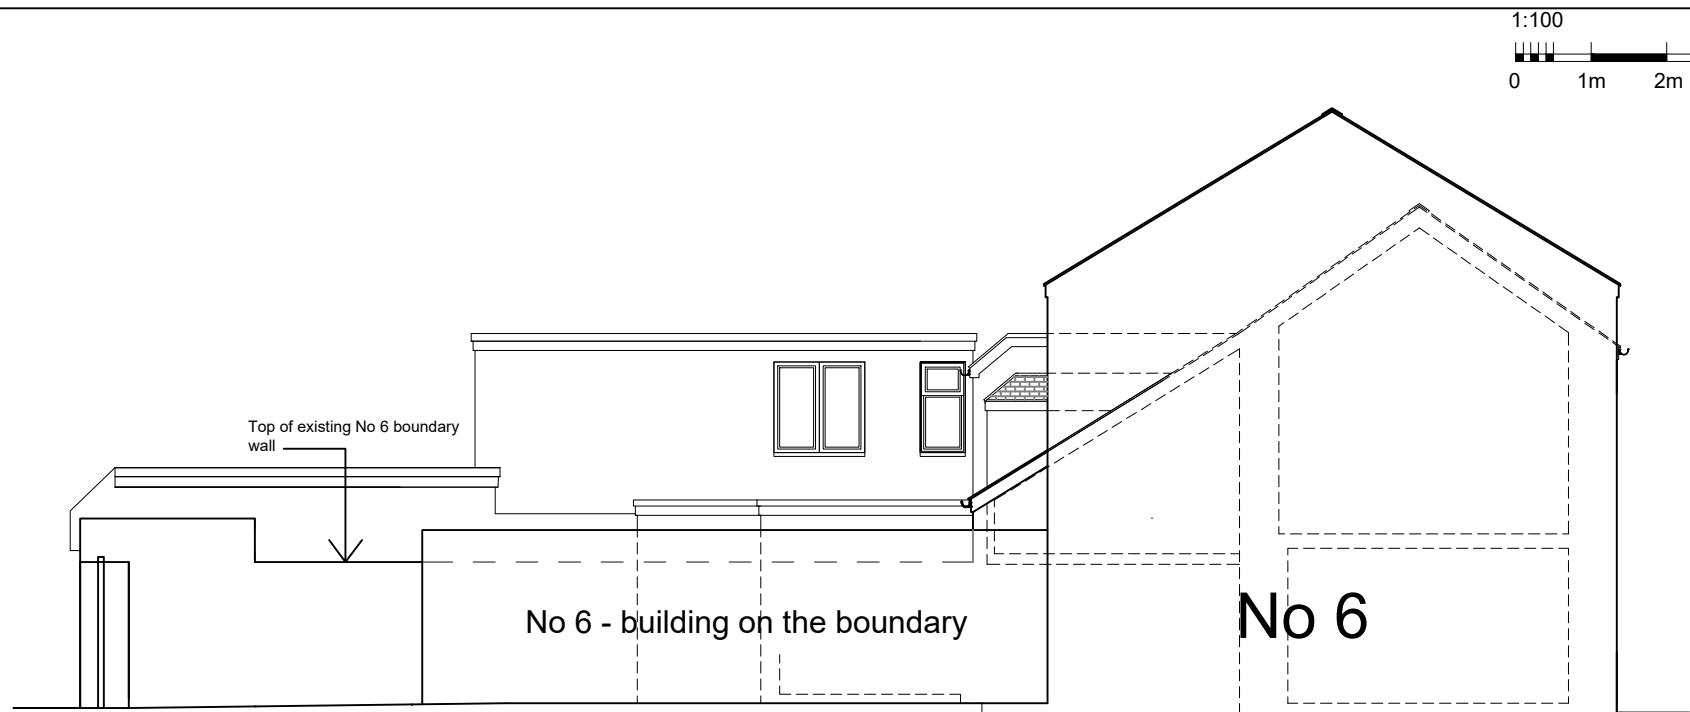 1:100
0 1m 2m
Top of existing No 6 boundary
wall
No 6 - building on the boundary
No 6